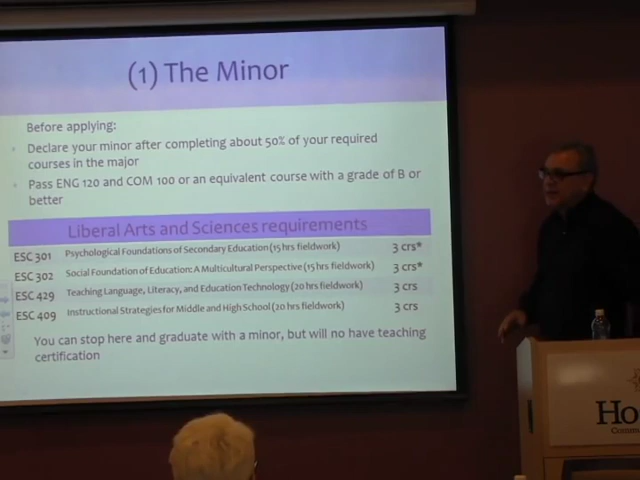 (1) The Minor
Before applying:
Declare your minor after completing about 50% of your required
courses in the major
Pass ENG 120 and COM 100 or an equivalent course with a grade of B or
better
Liberal Arts and Sciences requirements
ESC 301 Psychological Foundations of Secondary Education (15 hrs fieldwork) 3 crs*
ESC 302 Social Foundation of Education: A Multicultural Perspective (15 hrs fieldwork) 3 crs*
ESC 429 Teaching Language, Literacy, and Education Technology (20 hrs fieldwork) 3 crs
ESC 409 Instructional Strategies for Middle and High School (20 hrs fieldwork) 3 crs
You can stop here and graduate with a minor, but will no have teaching
certification
Ho
Comm